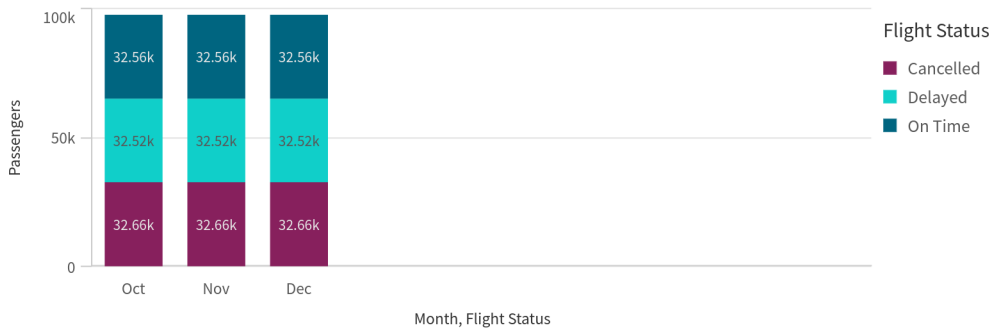 100k
50k
0
Passengers
32.56k 32.56k 32.56k
32.52k 32.52k 32.52k
32.66k 32.66k 32.66k
Oct Nov Dec
Month, Flight Status
Flight Status
Cancelled
Delayed
On Time